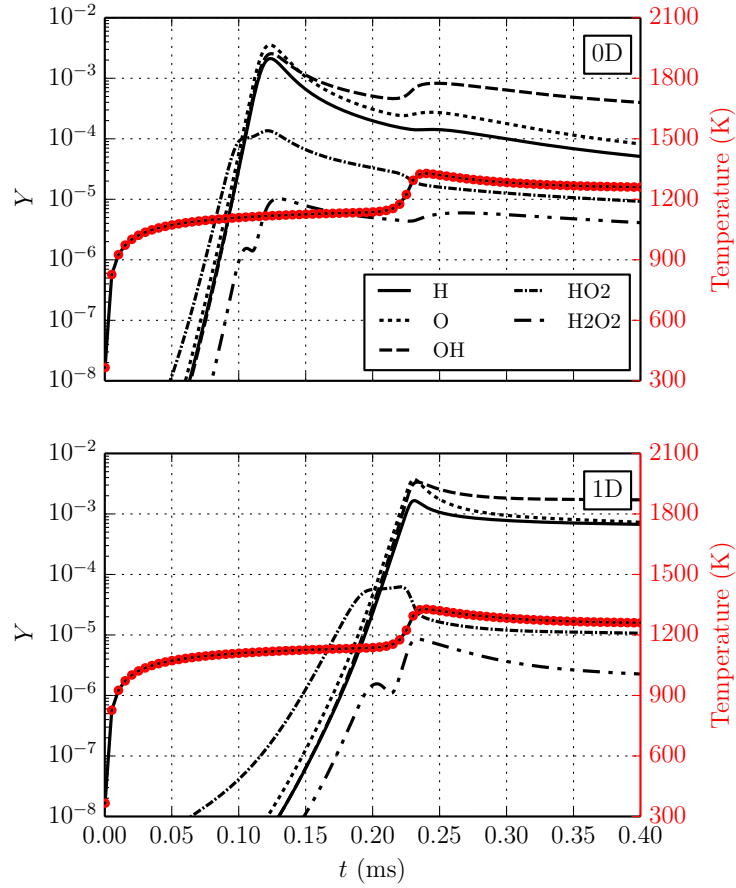 10⁻² 2100
0D
10⁻³ 1800
10⁻⁴ 1500
Y 10⁻⁵ 1200 Temperature (K)
10⁻⁶ 900
H HO2
O H2O2
OH
10⁻⁷ 600
10⁻⁸ 300
10⁻² 2100
1D
10⁻³ 1800
10⁻⁴ 1500
Y 10⁻⁵ 1200 Temperature (K)
10⁻⁶ 900
10⁻⁷ 600
10⁻⁸ 300
0.00 0.05 0.10 0.15 0.20 0.25 0.30 0.35 0.40
t (ms)